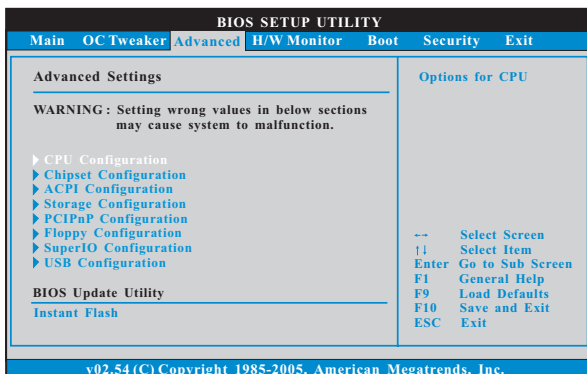 BIOS SETUP UTILITY
Main OC Tweaker Advanced H/W Monitor Boot Security Exit
Advanced Settings
WARNING : Setting wrong values in below sections
may cause system to malfunction.
CPU Configuration
Chipset Configuration
ACPI Configuration
Storage Configuration
PCIPnP Configuration
Floppy Configuration
SuperIO Configuration
USB Configuration
BIOS Update Utility
Instant Flash
Options for CPU
↔ Select Screen
↑↓ Select Item
Enter Go to Sub Screen
F1 General Help
F9 Load Defaults
F10 Save and Exit
ESC Exit
v02.54 (C) Copyright 1985-2005, American Megatrends, Inc.